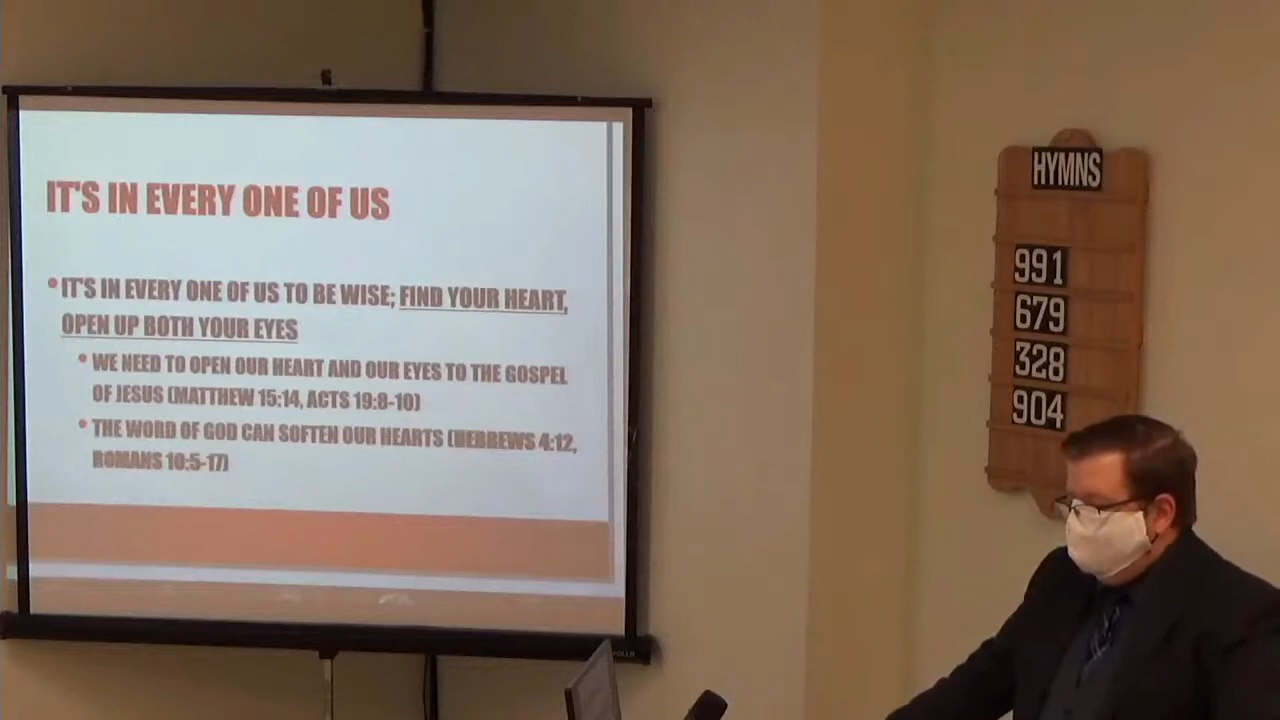 IT'S IN EVERY ONE OF US
IT'S IN EVERY ONE OF US TO BE WISE; FIND YOUR HEART,
OPEN UP BOTH YOUR EYES
WE NEED TO OPEN OUR HEART AND OUR EYES TO THE GOSPEL
OF JESUS (MATTHEW 15:14, ACTS 19:8-10)
THE WORD OF GOD CAN SOFTEN OUR HEARTS (HEBREWS 4:12,
ROMANS 10:5-17)
HYMNS
991
679
328
904